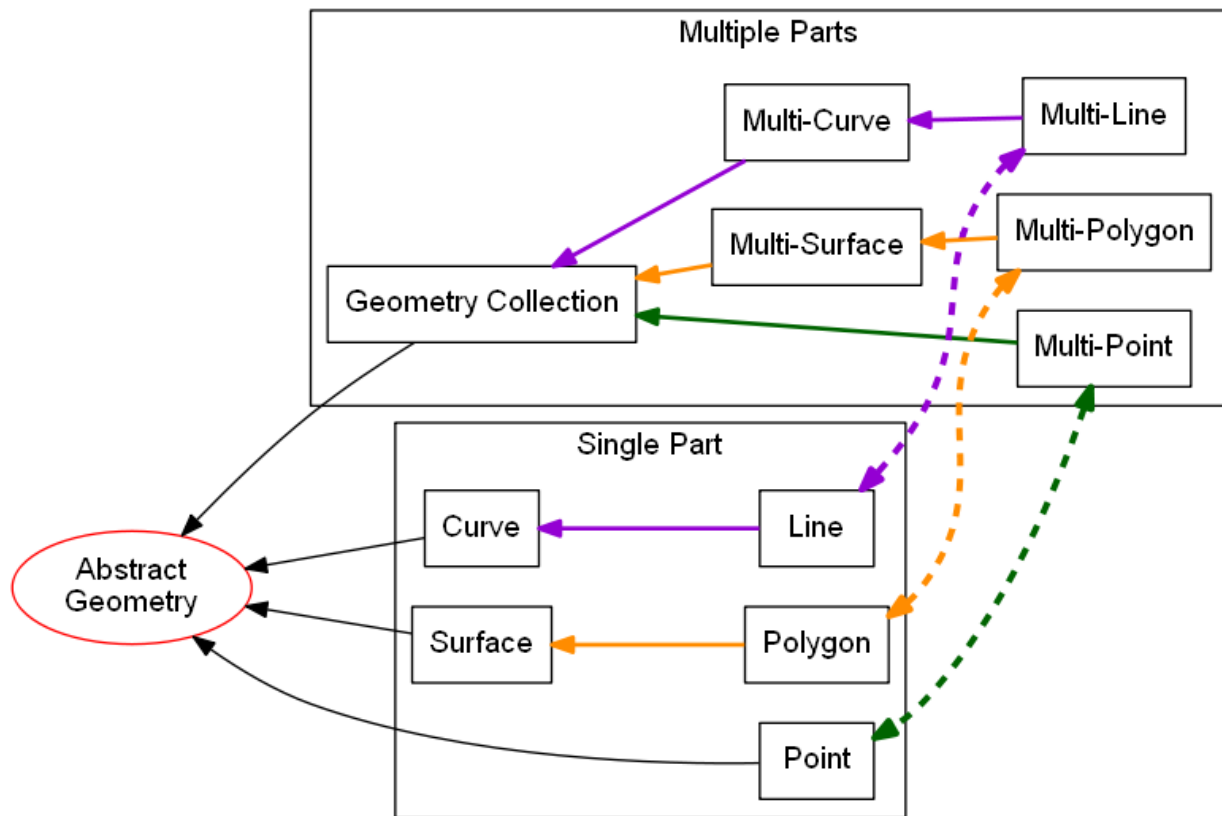 Multiple Parts
Multi-Curve
Multi-Line
Multi-Surface
Multi-Polygon
Geometry Collection
Multi-Point
Single Part
Curve
Line
Abstract
Geometry
Surface
Polygon
Point